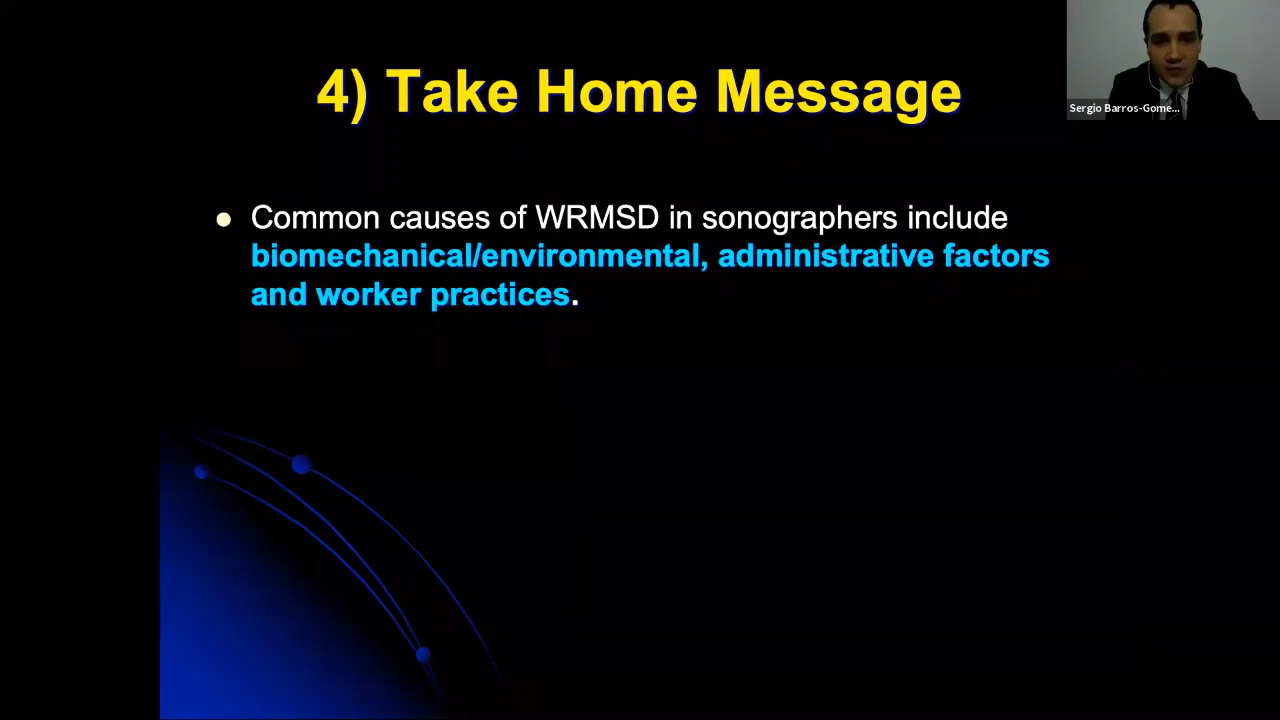 4) Take Home Message
Sergio Barros-Gome...
● Common causes of WRMSD in sonographers include
biomechanical/environmental, administrative factors
and worker practices.